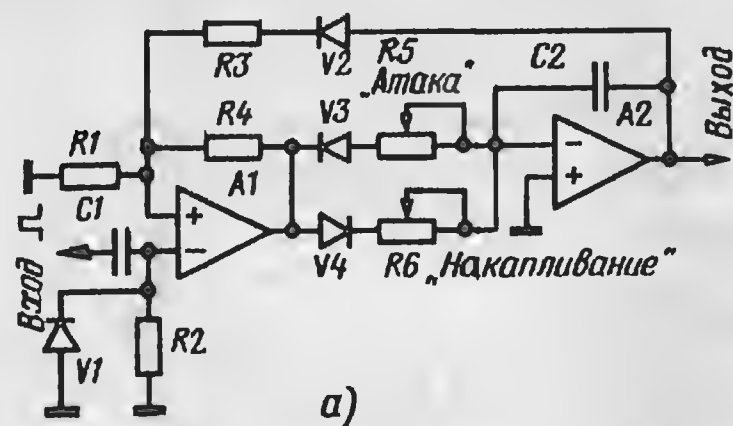 R3
V2
R5
„Атака“
C2
R4
V3
A2
Выход
R1
A1
C1
+
−
−
+
V4
R6 „Накапливание“
Вход
V1
R2
а)